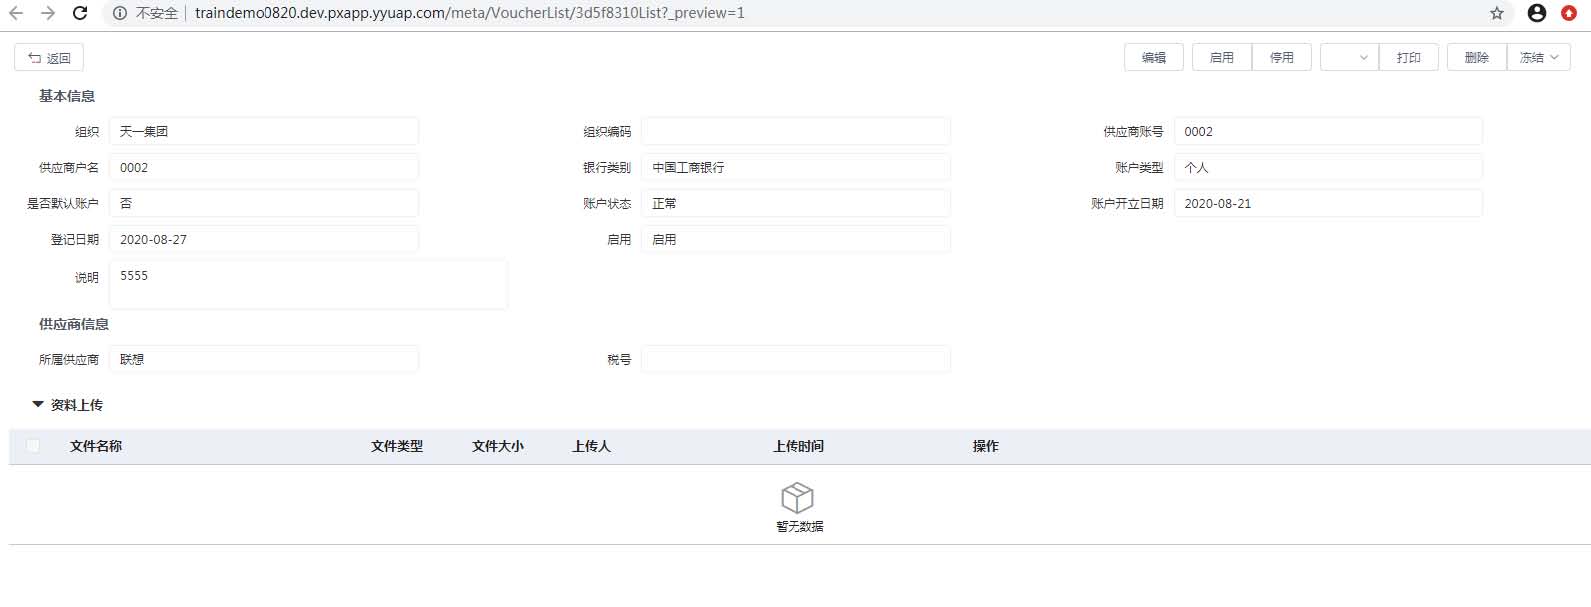 不安全 traindemo0820.dev.pxapp.yyuap.com/meta/VoucherList/3d5f8310List?_preview=1
返回 编辑 启用 停用 打印 删除 冻结
基本信息
组织 天一集团 组织编码 供应商账号 0002
供应商户名 0002 银行类别 中国工商银行 账户类型 个人
是否默认账户 否 账户状态 正常 账户开立日期 2020-08-21
登记日期 2020-08-27 启用 启用
说明 5555
供应商信息
所属供应商 联想 税号
资料上传
文件名称 文件类型 文件大小 上传人 上传时间 操作
暂无数据